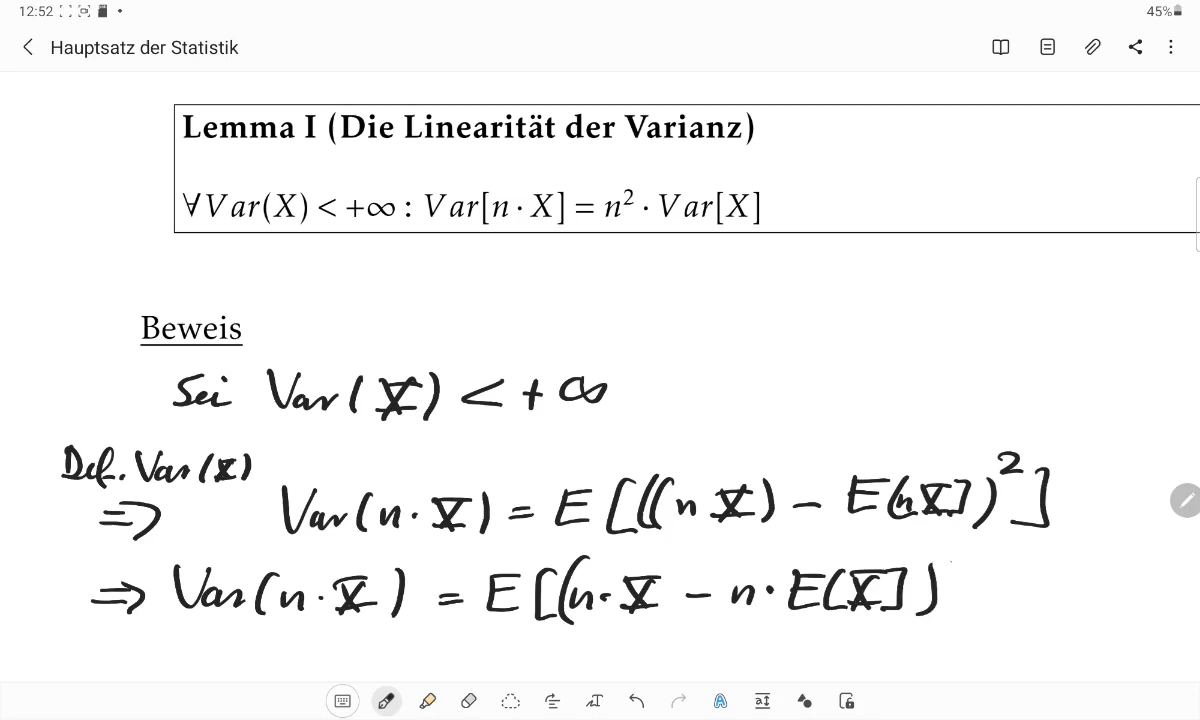 12:52
45%
Hauptsatz der Statistik
Lemma I (Die Linearität der Varianz)
∀Var(X) < +∞ : Var[n · X] = n² · Var[X]
Beweis
Sei Var(X) < + ∞
Def. Var(X)
⇒ Var(n · X) = E[((n X) − E[nX])²]
⇒ Var(n · X) = E[(n · X − n · E[X])